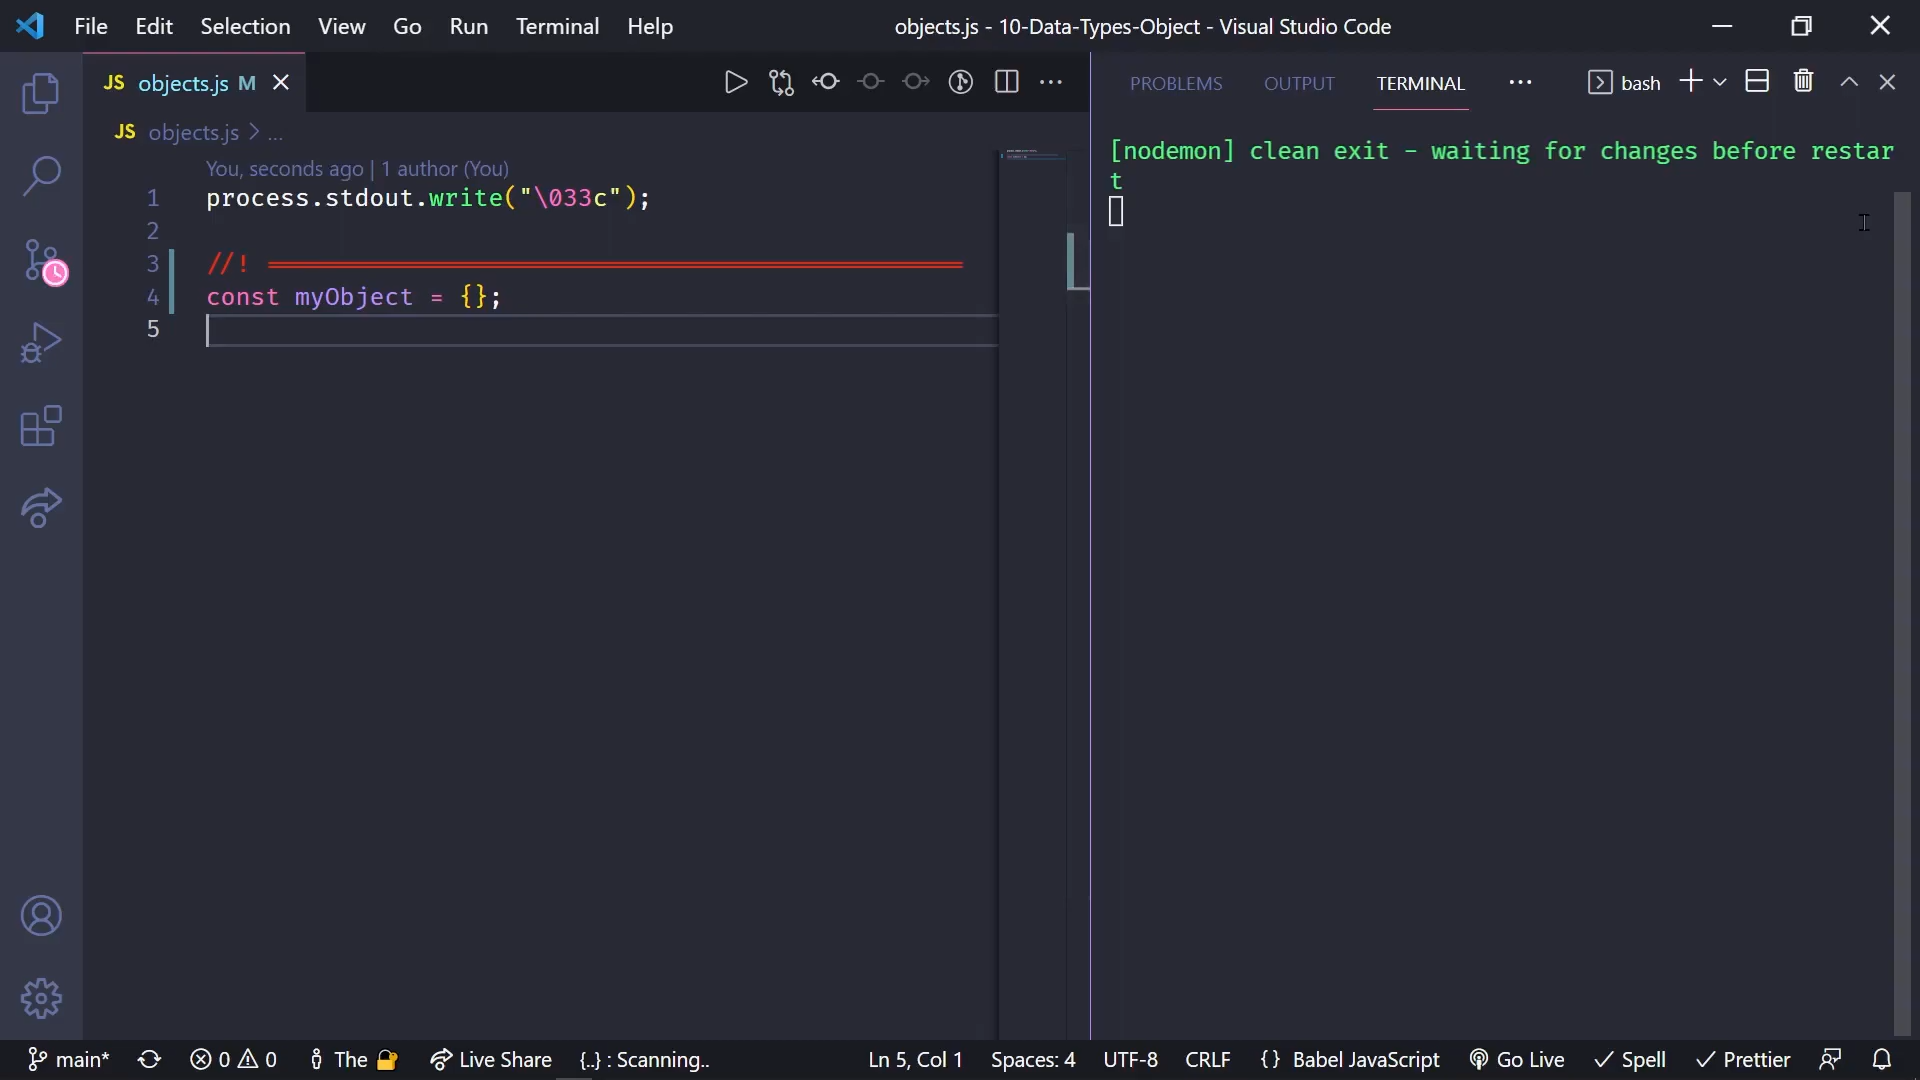 File Edit Selection View Go Run Terminal Help
objects.js - 10-Data-Types-Object - Visual Studio Code
JS objects.js M
JS objects.js > ...
You, seconds ago | 1 author (You)
1 process.stdout.write("\033c");
2
3 //! ===============================================
4 const myObject = {};
5
PROBLEMS OUTPUT TERMINAL ... bash
[nodemon] clean exit - waiting for changes before restar
t
main* 0 0 The Live Share {..} : Scanning.. Ln 5, Col 1 Spaces: 4 UTF-8 CRLF {} Babel JavaScript Go Live Spell Prettier